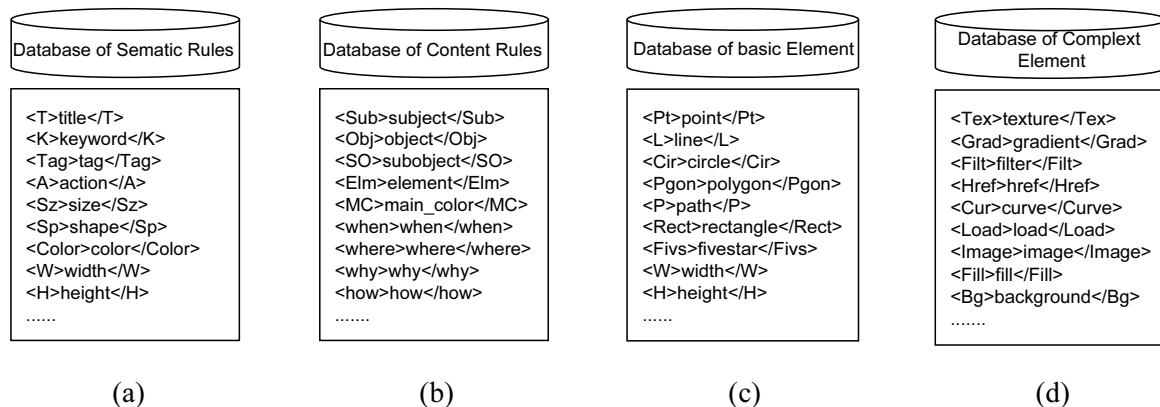 Database of Sematic Rules
<T>title</T>
<K>keyword</K>
<Tag>tag</Tag>
<A>action</A>
<Sz>size</Sz>
<Sp>shape</Sp>
<Color>color</Color>
<W>width</W>
<H>height</H>
......
(a)
Database of Content Rules
<Sub>subject</Sub>
<Obj>object</Obj>
<SO>subobject</SO>
<Elm>element</Elm>
<MC>main_color</MC>
<when>when</when>
<where>where</where>
<why>why</why>
<how>how</how>
.......
(b)
Database of basic Element
<Pt>point</Pt>
<L>line</L>
<Cir>circle</Cir>
<Pgon>polygon</Pgon>
<P>path</P>
<Rect>rectangle</Rect>
<Fivs>fivestar</Fivs>
<W>width</W>
<H>height</H>
......
(c)
Database of Complext
Element
<Tex>texture</Tex>
<Grad>gradient</Grad>
<Filt>filter</Filt>
<Href>href</Href>
<Cur>curve</Curve>
<Load>load</Load>
<Image>image</Image>
<Fill>fill</Fill>
<Bg>background</Bg>
.......
(d)